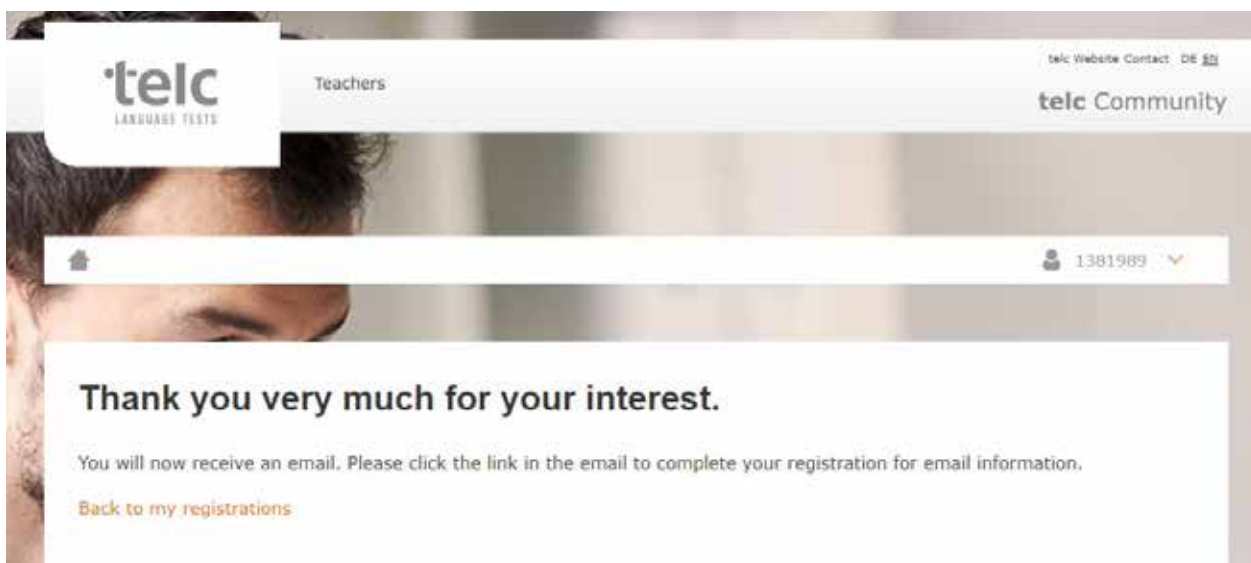 telc
LANGUAGE TESTS
Teachers
telc Website Contact DE EN
telc Community
1381989
Thank you very much for your interest.
You will now receive an email. Please click the link in the email to complete your registration for email information.
Back to my registrations